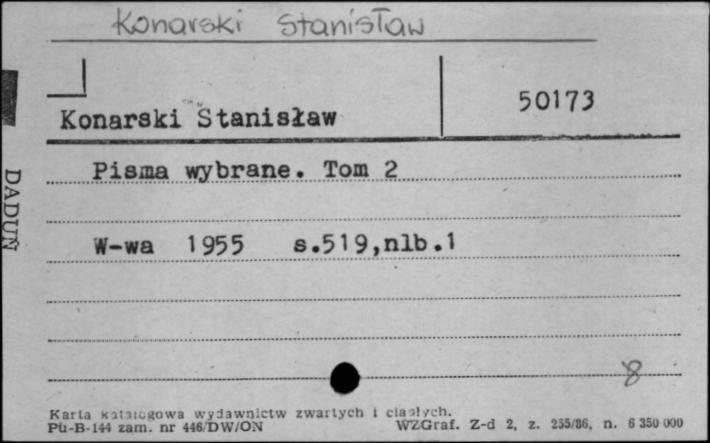 Konarski Stanisław
50173
Konarski Stanisław
Pisma wybrane. Tom 2
W-wa 1955 s.519,nlb.1
8
DADUŃ
Karta katalogowa wydawnictw zwartych i ciągłych.
Pu-B-144 zam. nr 446/DW/ON WZGraf. Z-d 2, z. 255/86, n. 6 350 000